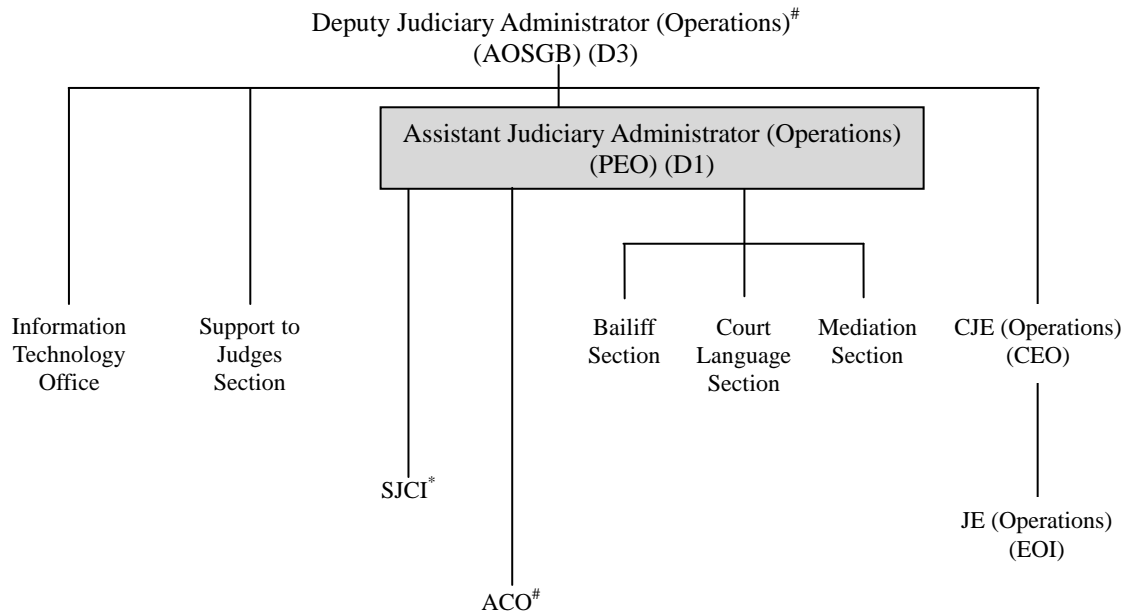 Deputy Judiciary Administrator (Operations)#
(AOSGB) (D3)
Assistant Judiciary Administrator (Operations)
(PEO) (D1)
Information
Technology
Office
Support to
Judges
Section
Bailiff
Section
Court
Language
Section
Mediation
Section
CJE (Operations)
(CEO)
SJCI*
JE (Operations)
(EOI)
ACO#